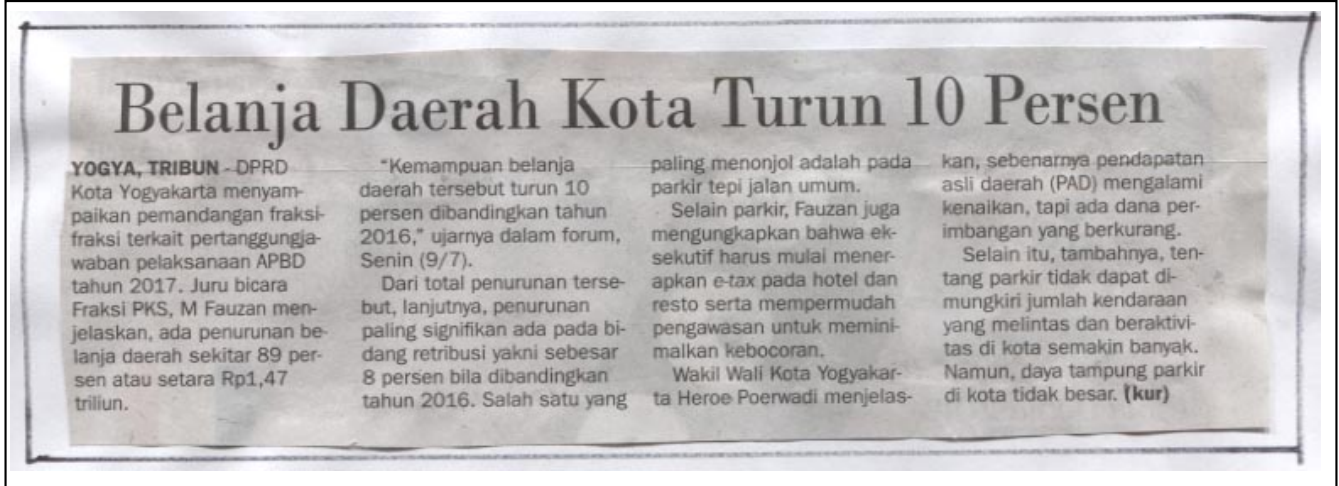 Belanja Daerah Kota Turun 10 Persen
YOGYA, TRIBUN - DPRD
Kota Yogyakarta menyam-
paikan pemandangan fraksi-
fraksi terkait pertanggungja-
waban pelaksanaan APBD
tahun 2017. Juru bicara
Fraksi PKS, M Fauzan men-
jelaskan, ada penurunan be-
lanja daerah sekitar 89 per-
sen atau setara Rp1,47
triliun.
"Kemampuan belanja
daerah tersebut turun 10
persen dibandingkan tahun
2016," ujarnya dalam forum,
Senin (9/7).
Dari total penurunan terse-
but, lanjutnya, penurunan
paling signifikan ada pada bi-
dang retribusi yakni sebesar
8 persen bila dibandingkan
tahun 2016. Salah satu yang
paling menonjol adalah pada
parkir tepi jalan umum.
Selain parkir, Fauzan juga
mengungkapkan bahwa ek-
sekutif harus mulai mener-
apkan e-tax pada hotel dan
resto serta mempermudah
pengawasan untuk memini-
malkan kebocoran.
Wakil Wali Kota Yogyakar-
ta Heroe Poerwadi menjelas-
kan, sebenarnya pendapatan
asli daerah (PAD) mengalami
kenaikan, tapi ada dana per-
imbangan yang berkurang.
Selain itu, tambahnya, ten-
tang parkir tidak dapat di-
mungkiri jumlah kendaraan
yang melintas dan beraktivi-
tas di kota semakin banyak.
Namun, daya tampung parkir
di kota tidak besar. (kur)